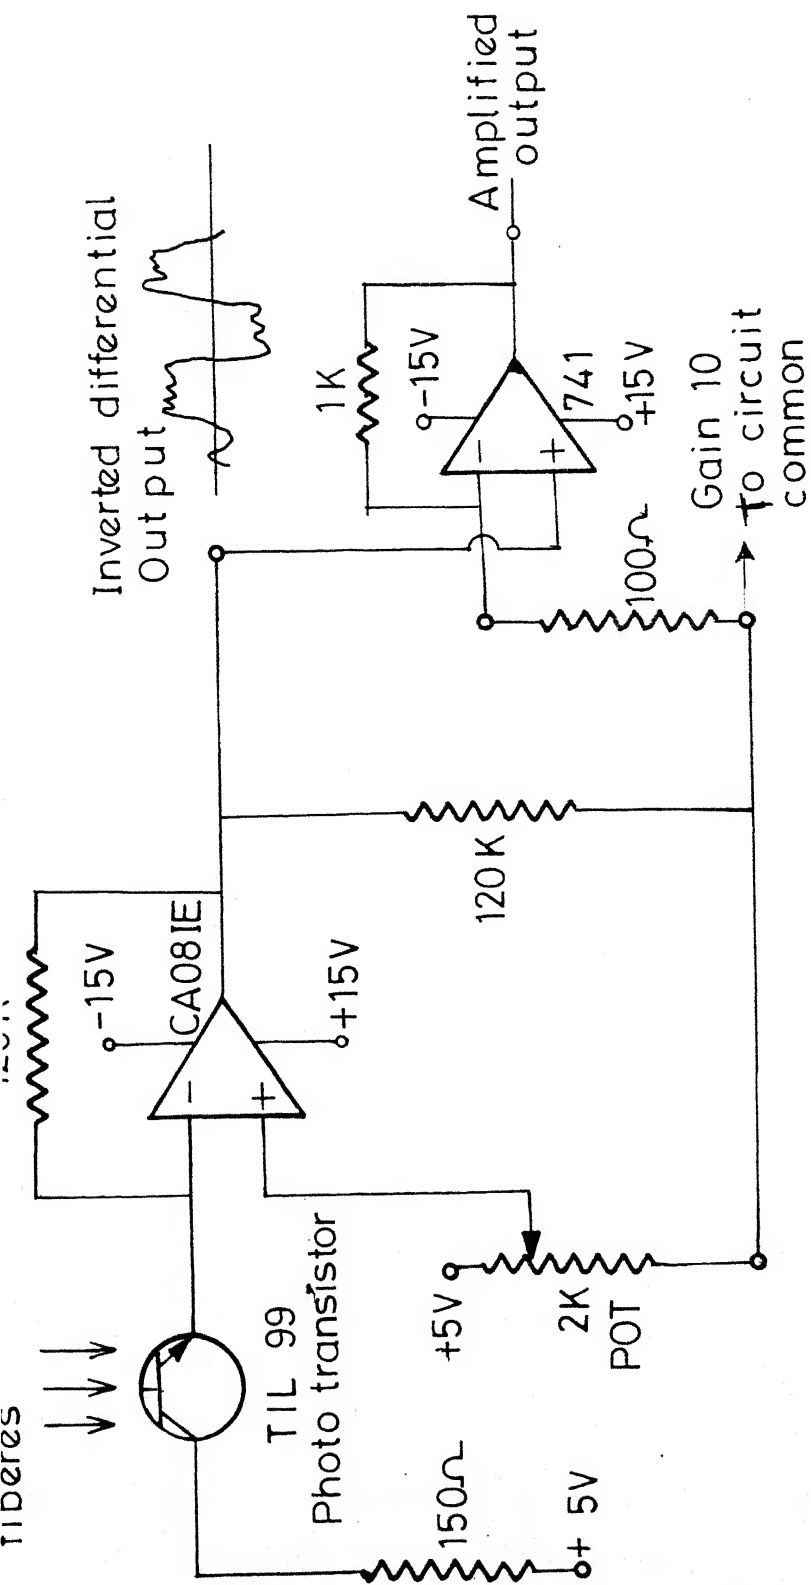 Inverted differential
Output
-15V
CA081E
+15V
TIL 99
Photo transistor
1K
-15V
741
+15V
Amplified
output
+5V
2K
POT
120K
100Ω
150Ω
+ 5V
Gain 10
To circuit
common